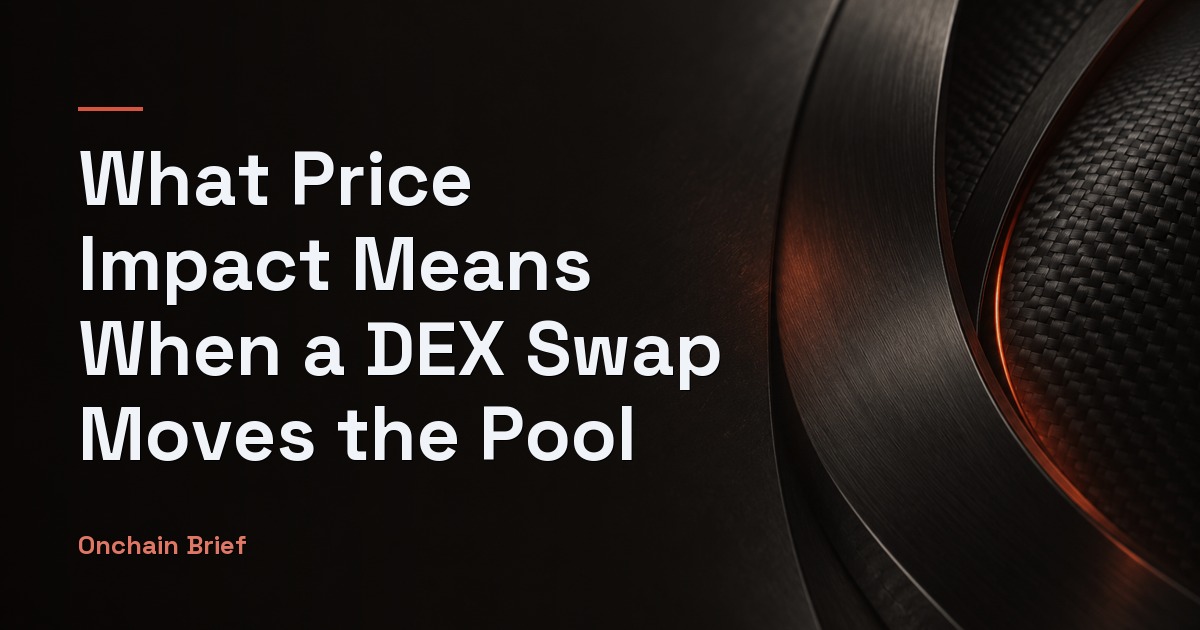 What Price
Impact Means
When a DEX Swap
Moves the Pool
Onchain Brief